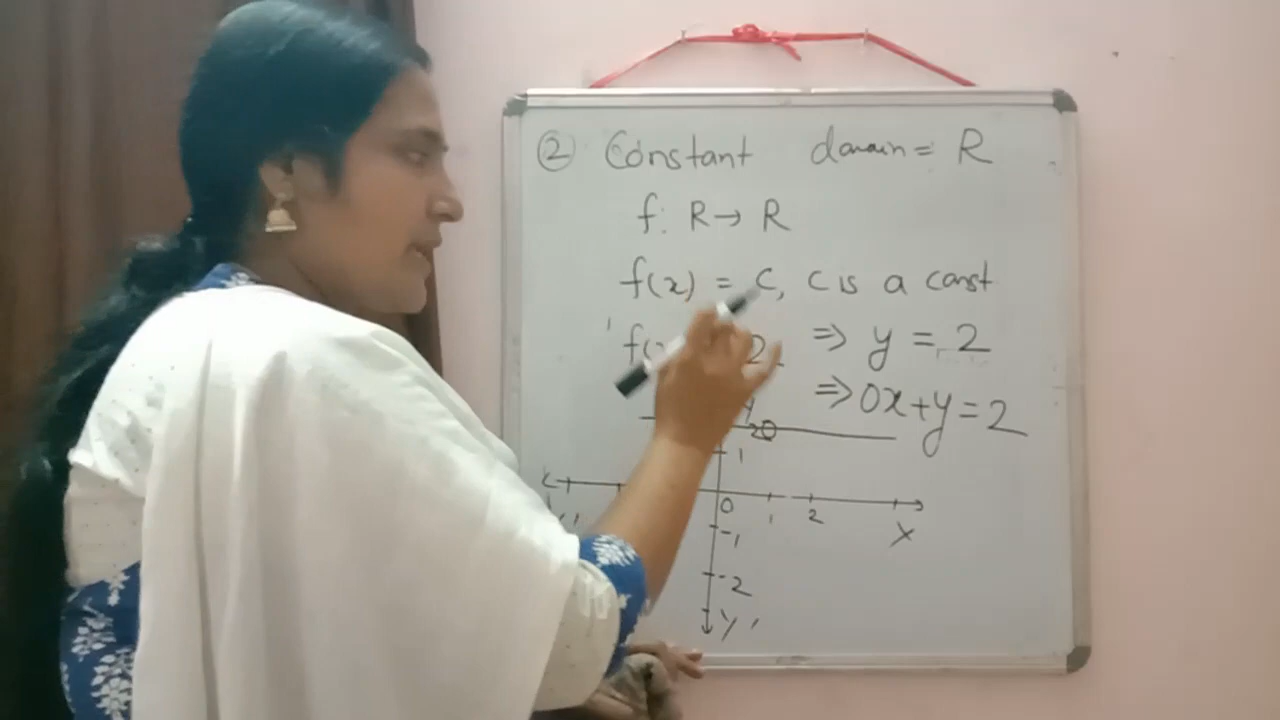 ② Constant domain = R
f: R → R
f(x) = c, c is a const
2 ⇒ y = 2
⇒ 0x+y=2
2
1
0 1 2
X
-1
-2
Y'